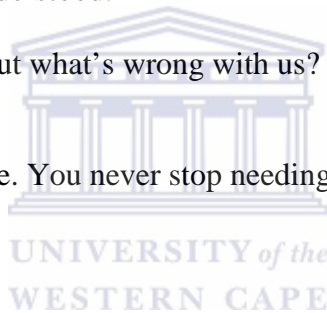 ut what's wrong with us?
e. You never stop needing
UNIVERSITY of the
WESTERN CAPE